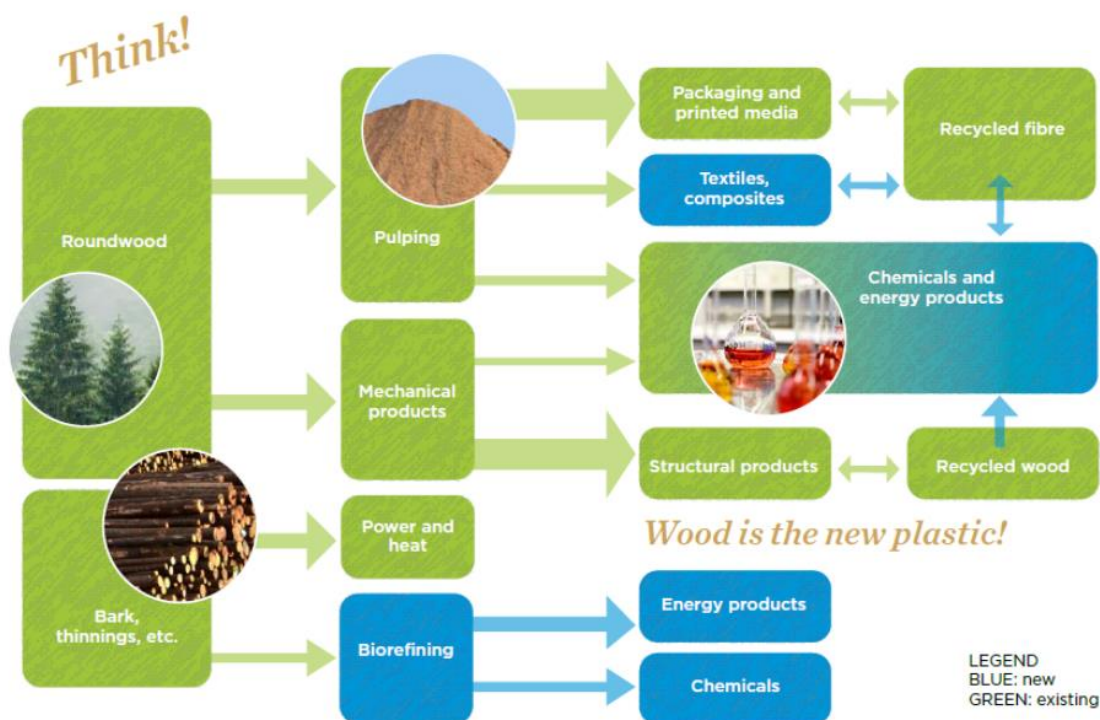 Think!
Roundwood
Bark,
thinnings, etc.
Pulping
Mechanical
products
Power and
heat
Biorefining
Packaging and
printed media
Textiles,
composites
Recycled fibre
Chemicals and
energy products
Structural products
Recycled wood
Wood is the new plastic!
Energy products
Chemicals
LEGEND
BLUE: new
GREEN: existing